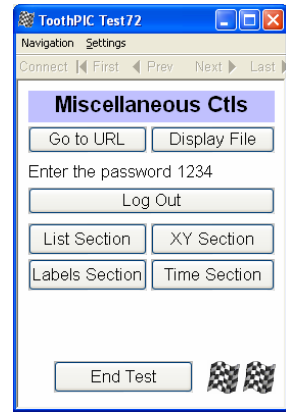 ToothPIC Test72
Navigation Settings
Connect First Prev Next Last
Miscellaneous Ctls
Go to URL Display File
Enter the password 1234
Log Out
List Section XY Section
Labels Section Time Section
End Test